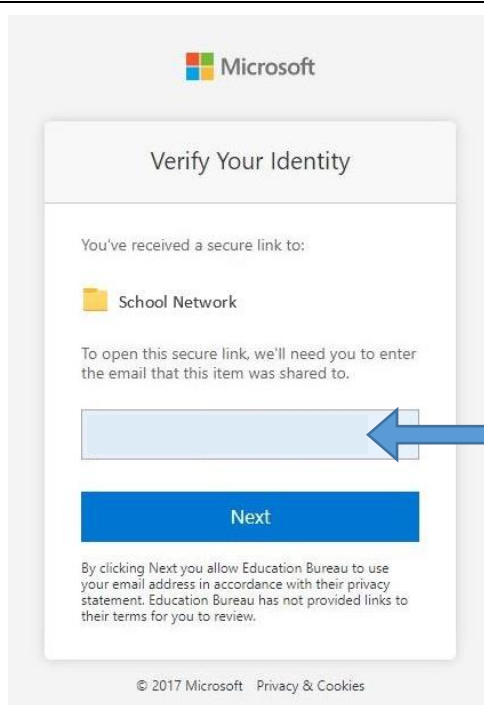 Microsoft
Verify Your Identity
You've received a secure link to:
School Network
To open this secure link, we'll need you to enter
the email that this item was shared to.
Next
By clicking Next you allow Education Bureau to use
your email address in accordance with their privacy
statement. Education Bureau has not provided links to
their terms for you to review.
© 2017 Microsoft Privacy & Cookies